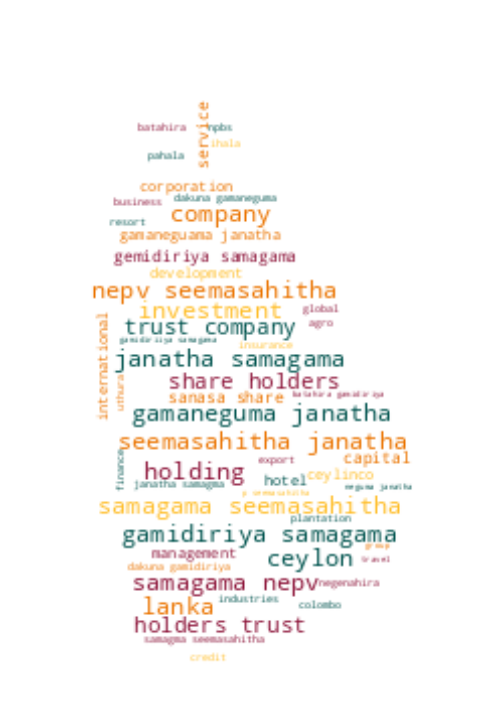 service
batahira npbs
ihala
pahala
corporation
business dakuna gamaneguma
company
resort
gamaneguama janatha
gemidiriya samagama
development
nepv seemasahitha
investment global
international
trust company agro
gamidiriya samagama
insurance
janatha samagama
share holders
uthura
sanasa share batahira gamidiriya
gamaneguma janatha
seemasahitha janatha
finance
export capital
holding ceylinco
janatha samagma hotel neguma janatha
p seemasahitha
samagama seemasahitha
plantation
gamidiriya samagama
group
management ceylon travel
dakuna gamidiriya
samagama nepv negenahira
industries
lanka colombo
holders trust
samagma seemasahitha
credit